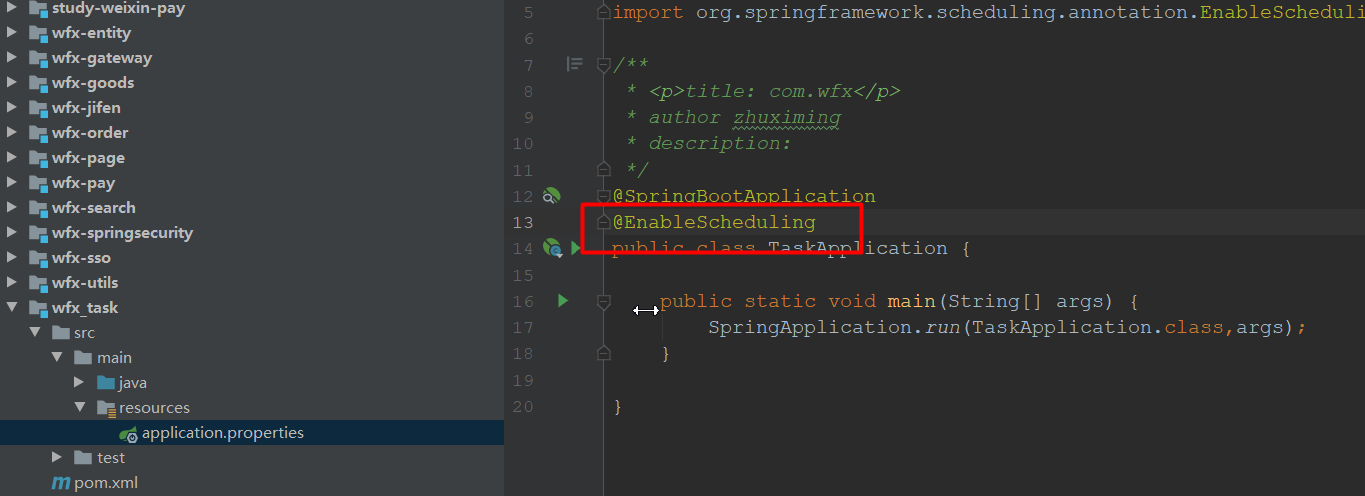 study-weixin-pay
wfx-entity
wfx-gateway
wfx-goods
wfx-jifen
wfx-order
wfx-page
wfx-pay
wfx-search
wfx-springsecurity
wfx-sso
wfx-utils
wfx_task
src
main
java
resources
application.properties
test
pom.xml
5 import org.springframework.scheduling.annotation.EnableScheduli
6
7 /**
8 * <p>title: com.wfx</p>
9 * author zhuximing
10 * description:
11 */
12 @SpringBootApplication
13 @EnableScheduling
14 public class TaskApplication {
15
16 public static void main(String[] args) {
17 SpringApplication.run(TaskApplication.class,args);
18 }
19
20 }